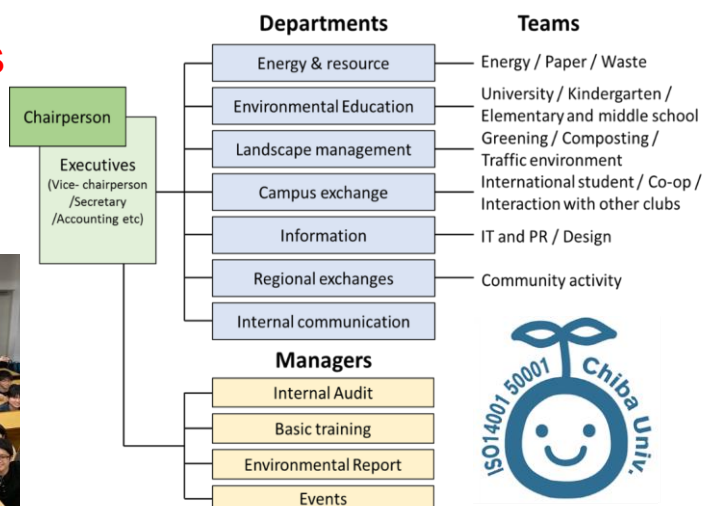 s
Departments
Teams
Chairperson
Executives
(Vice- chairperson
/Secretary
/Accounting etc)
Energy & resource
Energy / Paper / Waste
Environmental Education
University / Kindergarten /
Elementary and middle school
Landscape management
Greening / Composting /
Traffic environment
Campus exchange
International student / Co-op /
Interaction with other clubs
Information
IT and PR / Design
Regional exchanges
Community activity
Internal communication
Managers
Internal Audit
Basic training
Environmental Report
Events
ISO14001 50001 Chiba Univ.